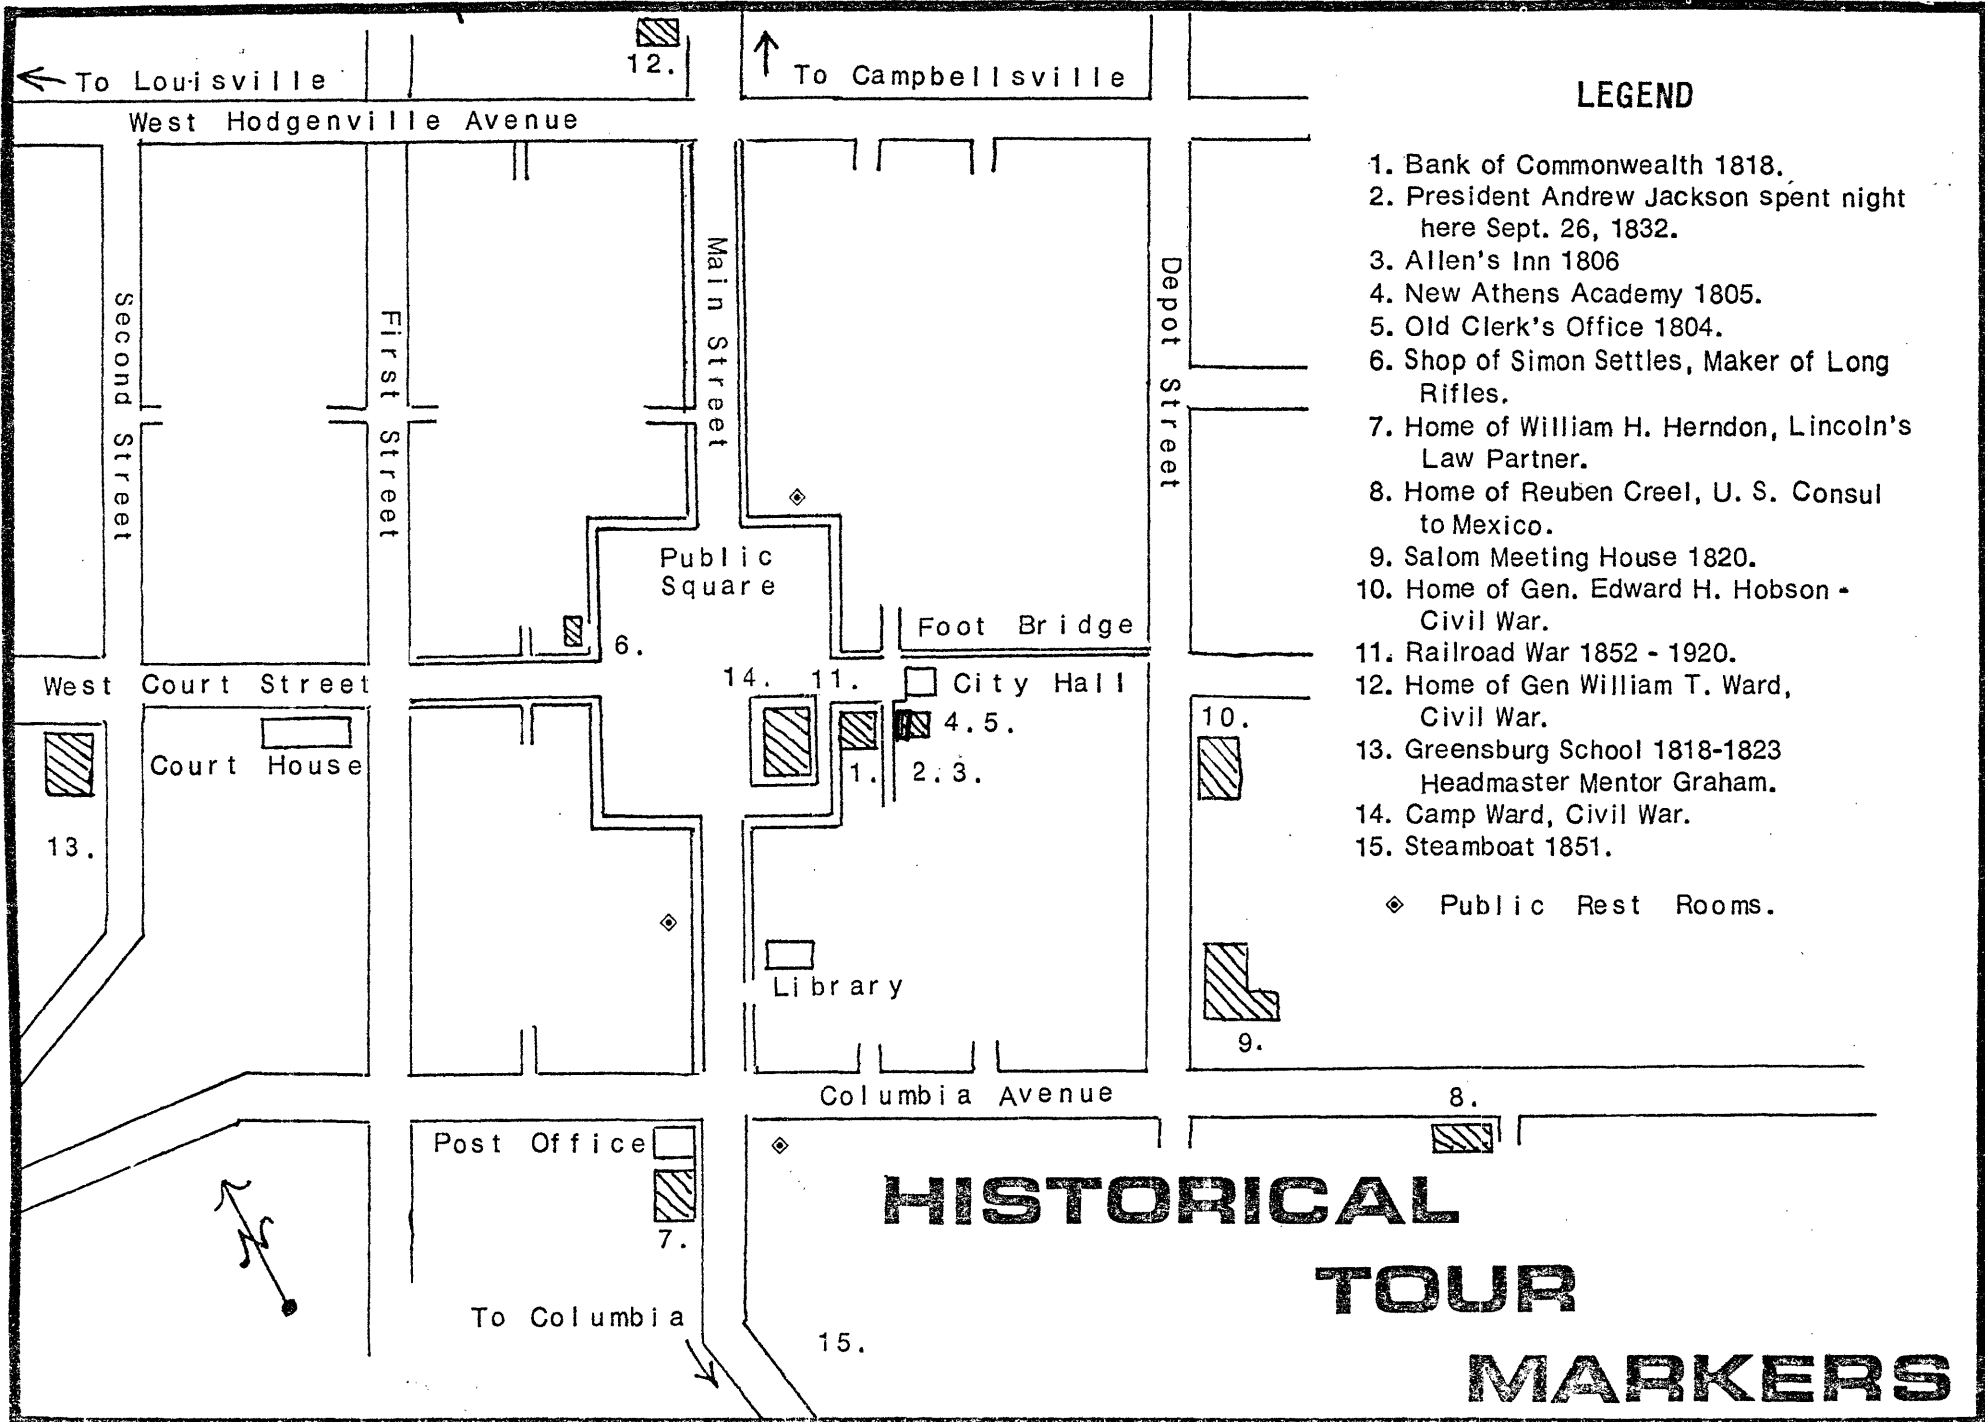 12.
To Louisville
To Campbellsville
West Hodgenville Avenue
Second Street
First Street
Main Street
Depot Street
Public
Square
6.
Foot Bridge
West Court Street
14. 11.
City Hall
4.5.
Court House
1. 2.3.
10.
13.
Library
9.
Columbia Avenue
8.
Post Office
7.
N
To Columbia
15.
LEGEND
1. Bank of Commonwealth 1818.
2. President Andrew Jackson spent night
here Sept. 26, 1832.
3. Allen's Inn 1806
4. New Athens Academy 1805.
5. Old Clerk's Office 1804.
6. Shop of Simon Settles, Maker of Long
Rifles.
7. Home of William H. Herndon, Lincoln's
Law Partner.
8. Home of Reuben Creel, U. S. Consul
to Mexico.
9. Salom Meeting House 1820.
10. Home of Gen. Edward H. Hobson -
Civil War.
11. Railroad War 1852 - 1920.
12. Home of Gen William T. Ward,
Civil War.
13. Greensburg School 1818-1823
Headmaster Mentor Graham.
14. Camp Ward, Civil War.
15. Steamboat 1851.
Public Rest Rooms.
HISTORICAL
TOUR
MARKERS